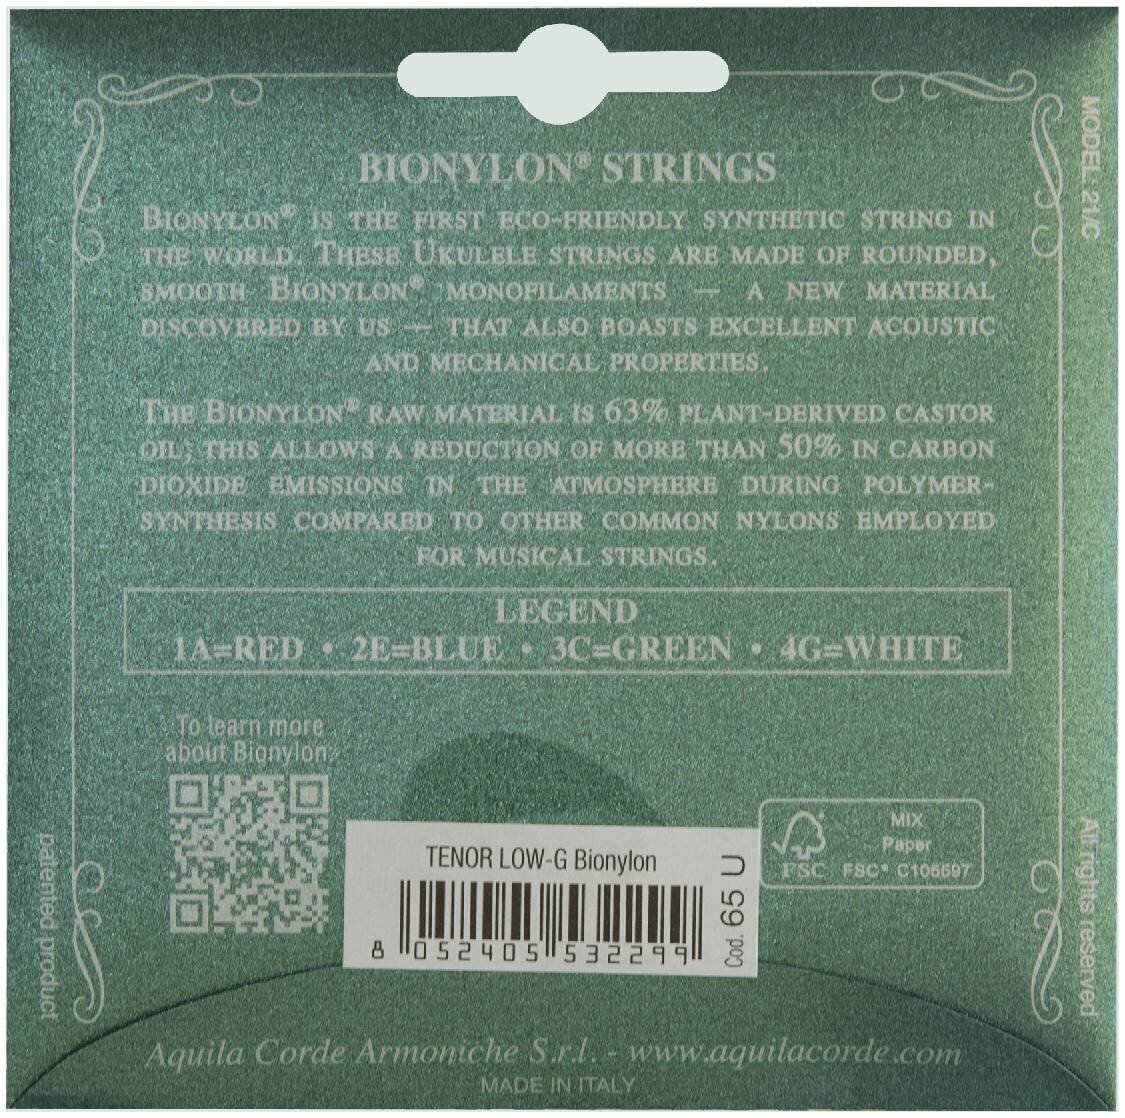 BIONYLON® STRINGS
BIONYLON® IS THE FIRST ECO-FRIENDLY SYNTHETIC STRING IN
THE WORLD. THESE UKULELE STRINGS ARE MADE OF ROUNDED,
SMOOTH BIONYLON® MONOFILAMENTS — A NEW MATERIAL
DISCOVERED BY US — THAT ALSO BOASTS EXCELLENT ACOUSTIC
AND MECHANICAL PROPERTIES.
THE BIONYLON® RAW MATERIAL IS 63% PLANT-DERIVED CASTOR
OIL; THIS ALLOWS A REDUCTION OF MORE THAN 50% IN CARBON
DIOXIDE EMISSIONS IN THE ATMOSPHERE DURING POLYMER-
SYNTHESIS COMPARED TO OTHER COMMON NYLONS EMPLOYED
FOR MUSICAL STRINGS.
LEGEND
1A=RED • 2E=BLUE • 3C=GREEN • 4G=WHITE
To learn more
about Bionylon:
TENOR LOW-G Bionylon
8 052405 532299
Cod. 65 U
MIX
Paper
FSC
FSC® C105597
Aquila Corde Armoniche S.r.l. - www.aquilacorde.com
MADE IN ITALY
patented product
MODEL 21/C
All rights reserved